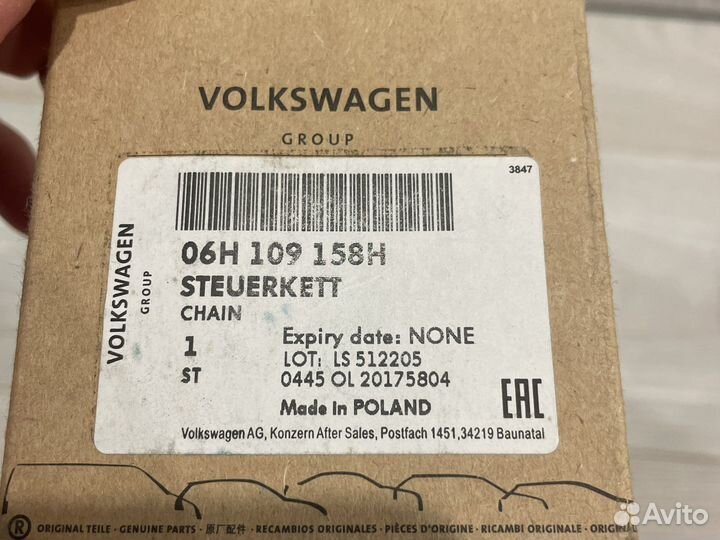 VOLKSWAGEN
GROUP
3847
VOLKSWAGEN
GROUP
06H 109 158H
STEUERKETT
CHAIN
1 Expiry date: NONE
LOT: LS 512205
ST 0445 OL 20175804
Made in POLAND
EAC
Volkswagen AG, Konzern After Sales, Postfach 1451,34219 Baunatal
® ORIGINAL TEILE · GENUINE PARTS · 原厂配件 · RECAMBIOS ORIGINALES · PIÈCES D'ORIGINE · RICAMBI ORIGINALE · ORIGINAL
Avito